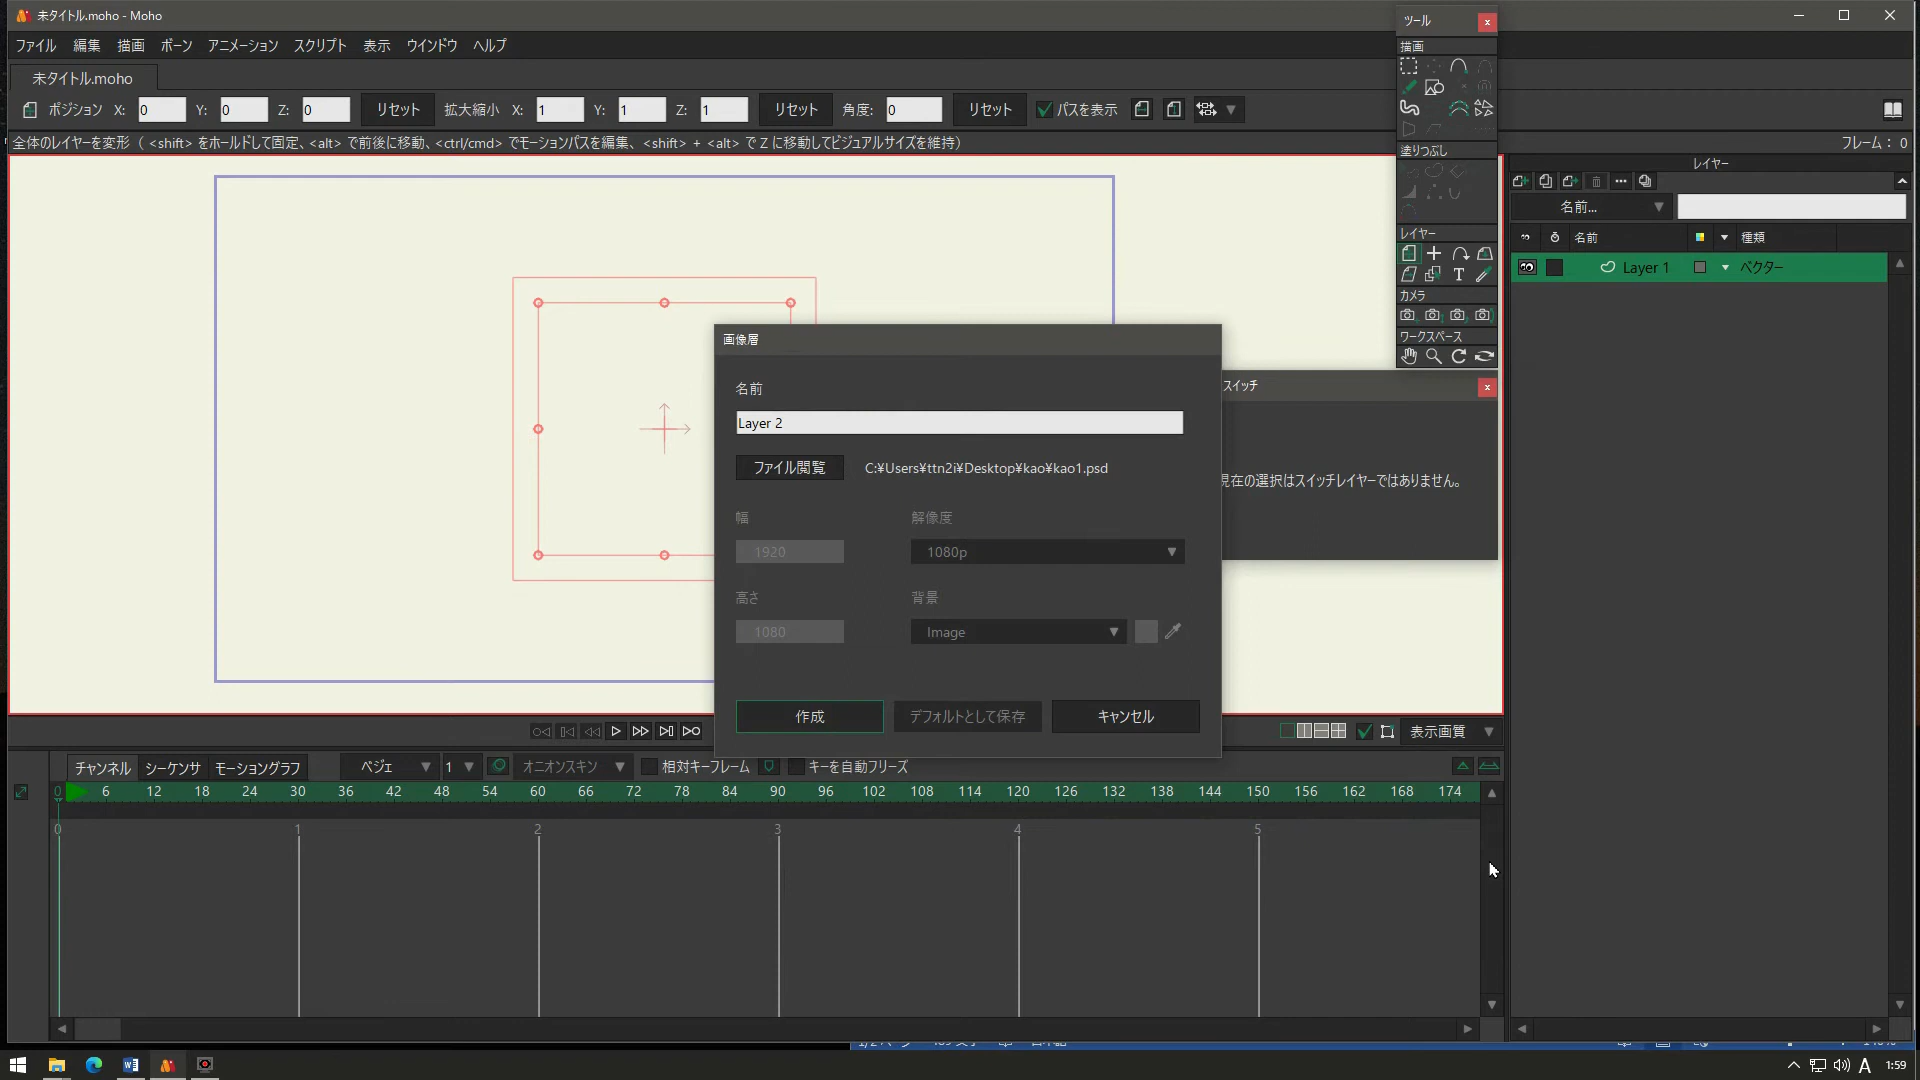 未タイトル.moho - Moho
ファイル 編集 描画 ボーン アニメーション スクリプト 表示 ウインドウ ヘルプ
未タイトル.moho
ポジション X: 0 Y: 0 Z: 0 リセット 拡大縮小 X: 1 Y: 1 Z: 1 リセット 角度: 0 リセット パスを表示
全体のレイヤーを変形（ <shift> をホールドして固定、<alt> で前後に移動、<ctrl/cmd> でモーションパスを編集、<shift> + <alt> で Z に移動してビジュアルサイズを維持）
フレーム： 0
ツール
描画
塗りつぶし
レイヤー
カメラ
ワークスペース
レイヤー
名前...
名前 種類
Layer 1 ベクター
スイッチ
現在の選択はスイッチレイヤーではありません。
画像層
名前
Layer 2
ファイル閲覧 C:¥Users¥ttn2i¥Desktop¥kao¥kao1.psd
幅 解像度
1920 1080p
高さ 背景
1080 Image
作成 デフォルトとして保存 キャンセル
表示画質
チャンネル シーケンサ モーショングラフ ベジェ 1 オニオンスキン 相対キーフレーム キーを自動フリーズ
0 6 12 18 24 30 36 42 48 54 60 66 72 78 84 90 96 102 108 114 120 126 132 138 144 150 156 162 168 174
0 1 2 3 4 5
A 1:59